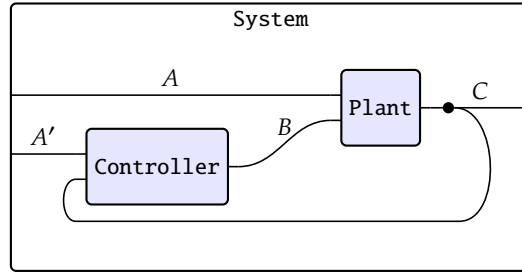 System
A
C
Plant
B
A′
Controller